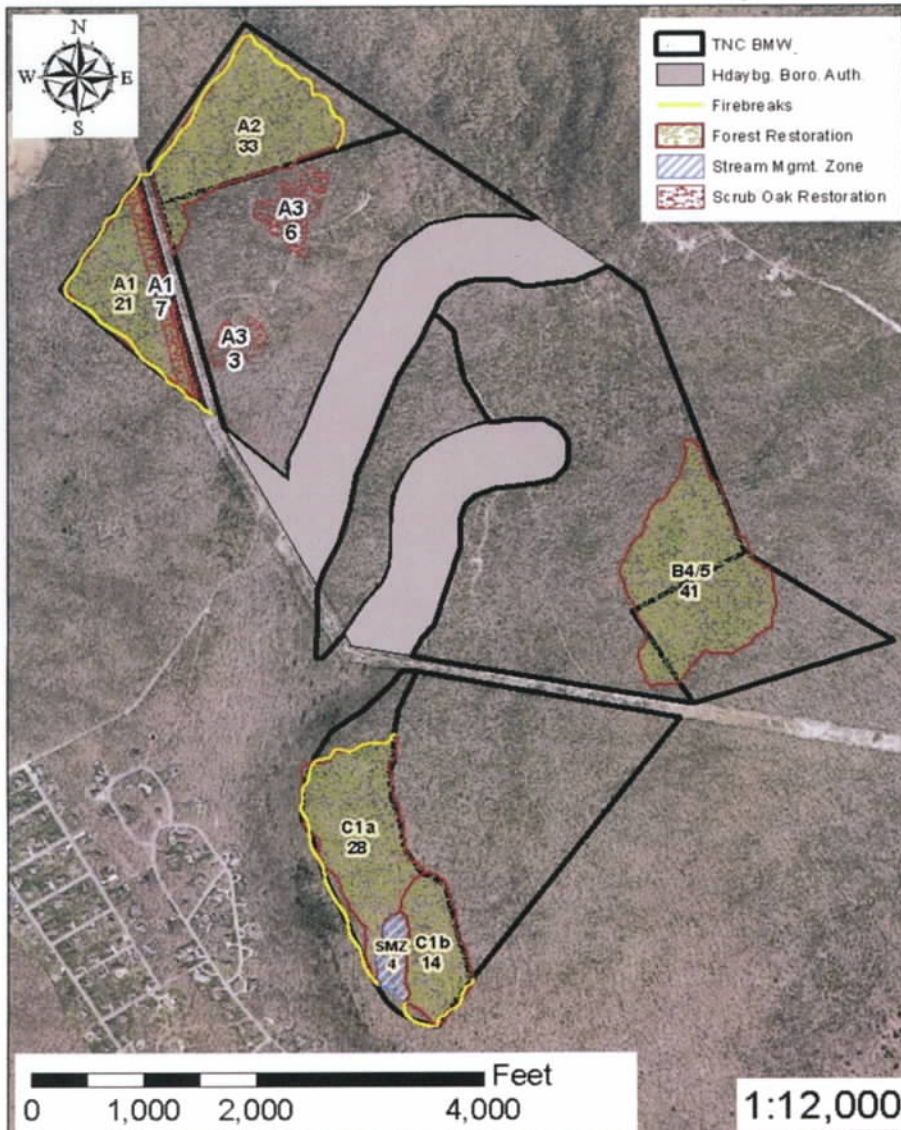 N
W E
S
TNC BMW
Hdaybg. Boro. Auth.
Firebreaks
Forest Restoration
Stream Mgmt. Zone
Scrub Oak Restoration
A2
33
A3
6
A1
21
A1
7
A3
3
B4/5
41
C1a
28
SMZ
4
C1b
14
Feet
0 1,000 2,000 4,000
1:12,000